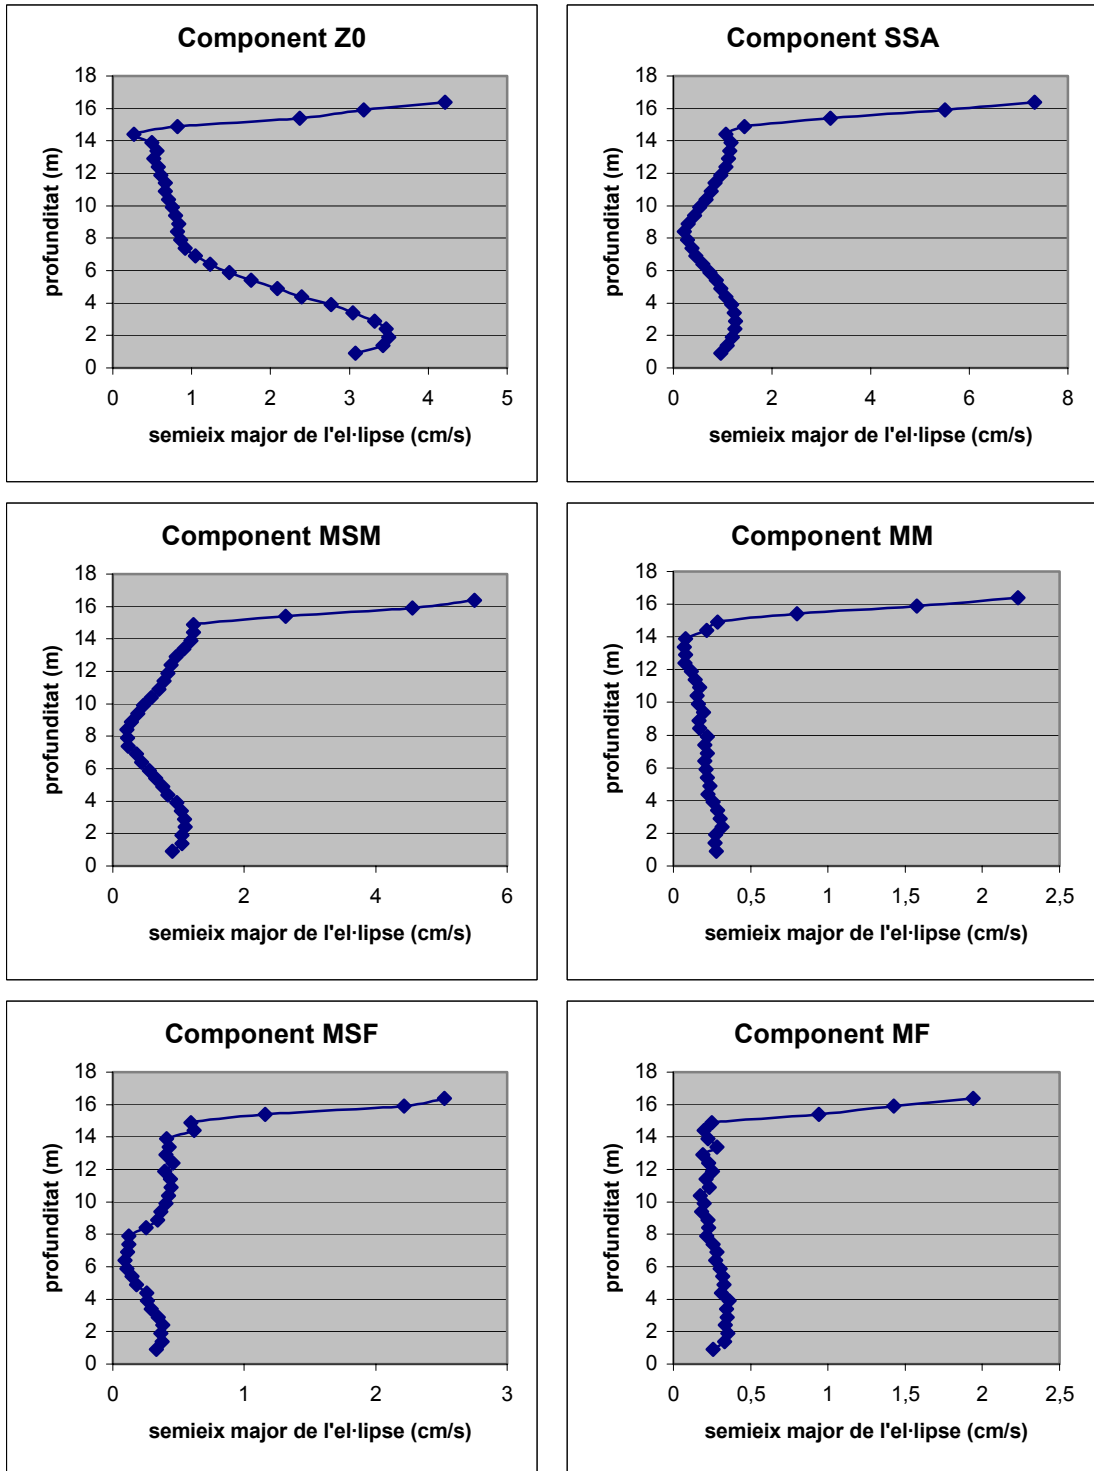 Component Z0
18
16
14
12
10
8
6
4
2
0
profunditat (m)
0 1 2 3 4 5
semieix major de l'el·lipse (cm/s)
Component SSA
18
16
14
12
10
8
6
4
2
0
profunditat (m)
0 2 4 6 8
semieix major de l'el·lipse (cm/s)
Component MSM
18
16
14
12
10
8
6
4
2
0
profunditat (m)
0 2 4 6
semieix major de l'el·lipse (cm/s)
Component MM
18
16
14
12
10
8
6
4
2
0
profunditat (m)
0 0,5 1 1,5 2 2,5
semieix major de l'el·lipse (cm/s)
Component MSF
18
16
14
12
10
8
6
4
2
0
profunditat (m)
0 1 2 3
semieix major de l'el·lipse (cm/s)
Component MF
18
16
14
12
10
8
6
4
2
0
profunditat (m)
0 0,5 1 1,5 2 2,5
semieix major de l'el·lipse (cm/s)